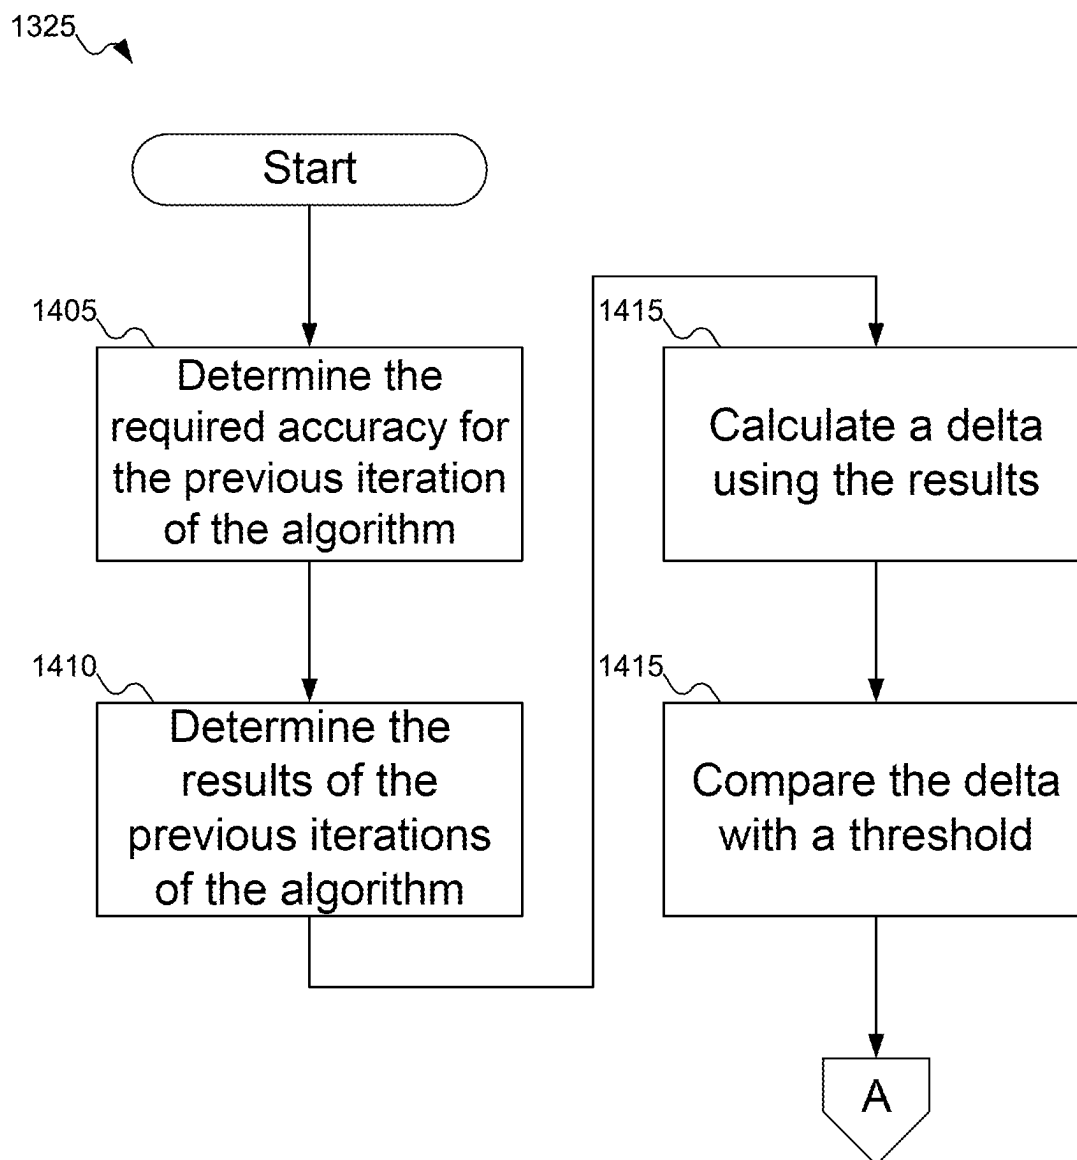 1325
Start
1405
Determine the
required accuracy for
the previous iteration
of the algorithm
1410
Determine the
results of the
previous iterations
of the algorithm
1415
Calculate a delta
using the results
1415
Compare the delta
with a threshold
A